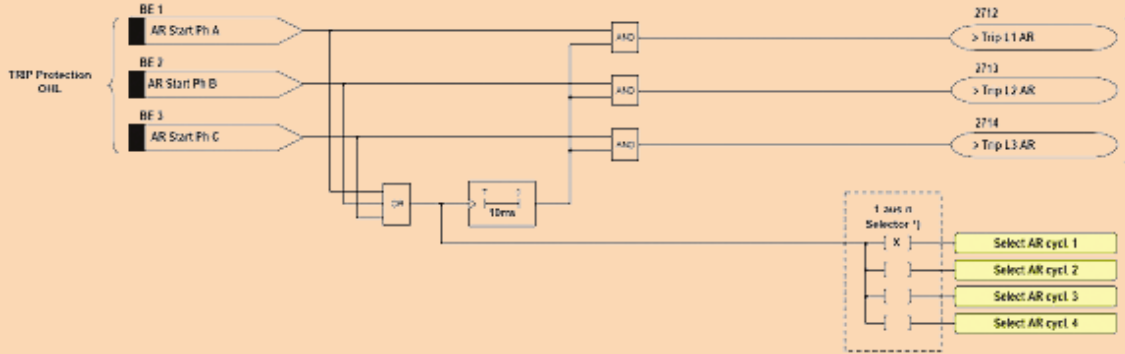 BE 1
AR Start Ph A
AND
2712
> Trip L1 AR
TRIP Protection
OHL
BE 2
AR Start Ph B
AND
2713
> Trip L2 AR
BE 3
AR Start Ph C
AND
2714
> Trip L3 AR
OR
T
10ms
1 aus n
Selector *)
X
Select AR cycl. 1
Select AR cycl. 2
Select AR cycl. 3
Select AR cycl. 4